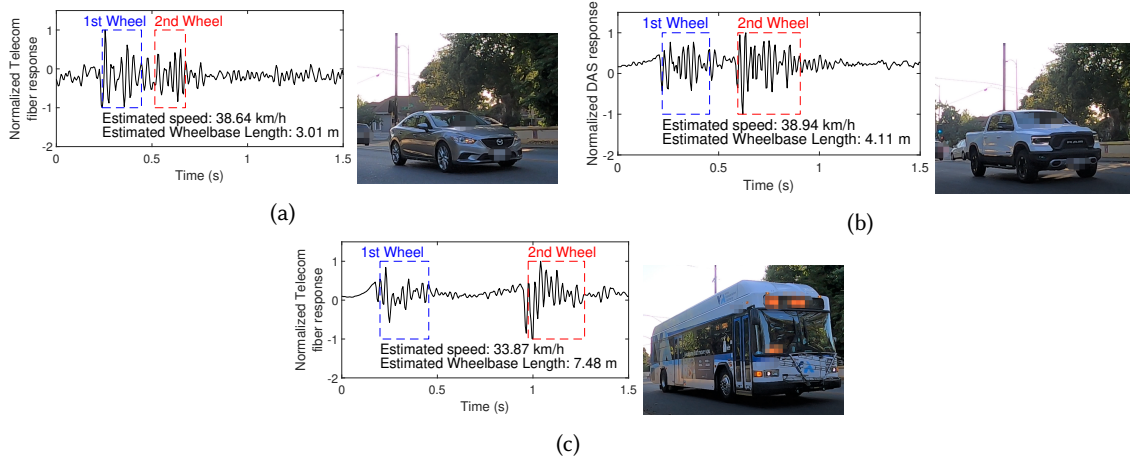 1st Wheel
2nd Wheel
Normalized Telecom
fiber response
2
1
0
-1
-2
Estimated speed: 38.64 km/h
Estimated Wheelbase Length: 3.01 m
0
0.5
1
1.5
Time (s)
(a)
1st Wheel
2nd Wheel
Normalized DAS response
2
1
0
-1
-2
Estimated speed: 38.94 km/h
Estimated Wheelbase Length: 4.11 m
0
0.5
1
1.5
Time (s)
(b)
1st Wheel
2nd Wheel
Normalized Telecom
fiber response
2
1
0
-1
-2
Estimated speed: 33.87 km/h
Estimated Wheelbase Length: 7.48 m
0
0.5
1
1.5
Time (s)
(c)